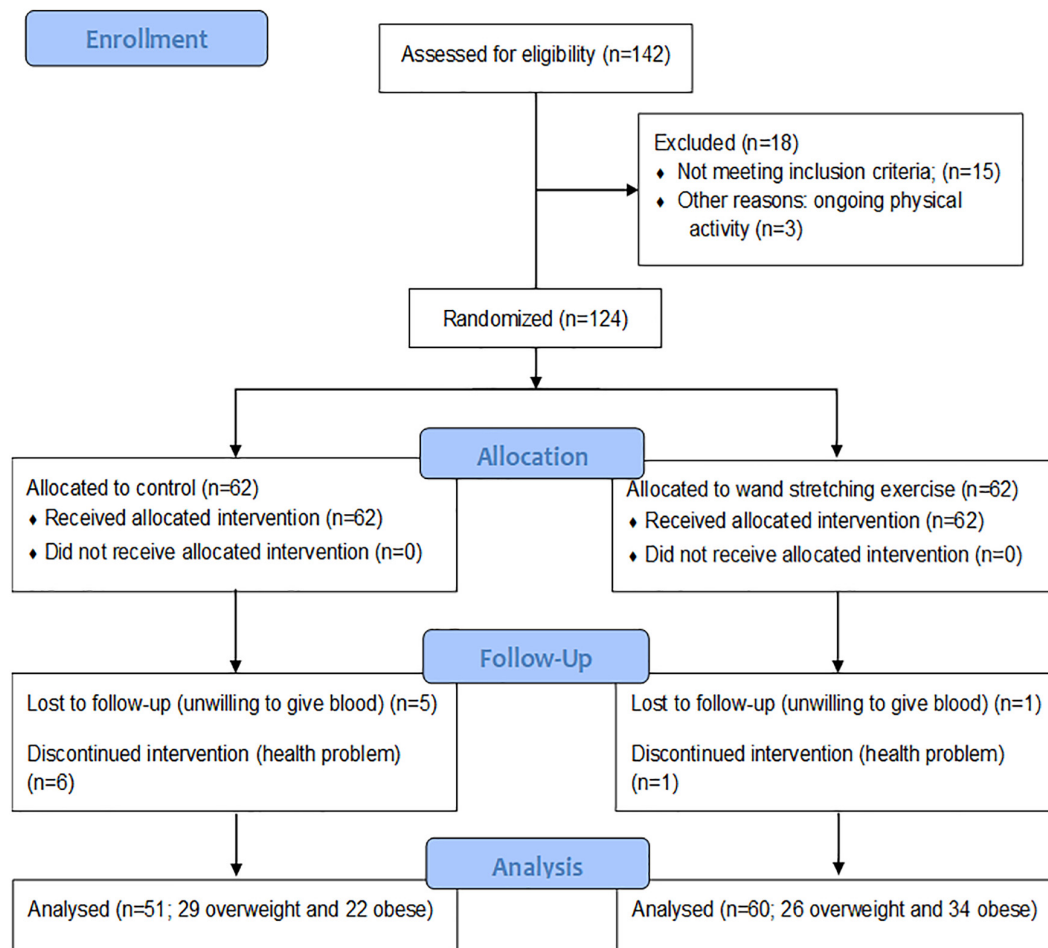 Enrollment
Assessed for eligibility (n=142)
Excluded (n=18)
♦ Not meeting inclusion criteria; (n=15)
♦ Other reasons: ongoing physical
activity (n=3)
Randomized (n=124)
Allocation
Allocated to control (n=62)
♦ Received allocated intervention (n=62)
♦ Did not receive allocated intervention (n=0)
Allocated to wand stretching exercise (n=62)
♦ Received allocated intervention (n=62)
♦ Did not receive allocated intervention (n=0)
Follow-Up
Lost to follow-up (unwilling to give blood) (n=5)
Discontinued intervention (health problem)
(n=6)
Lost to follow-up (unwilling to give blood) (n=1)
Discontinued intervention (health problem)
(n=1)
Analysis
Analysed (n=51; 29 overweight and 22 obese)
Analysed (n=60; 26 overweight and 34 obese)